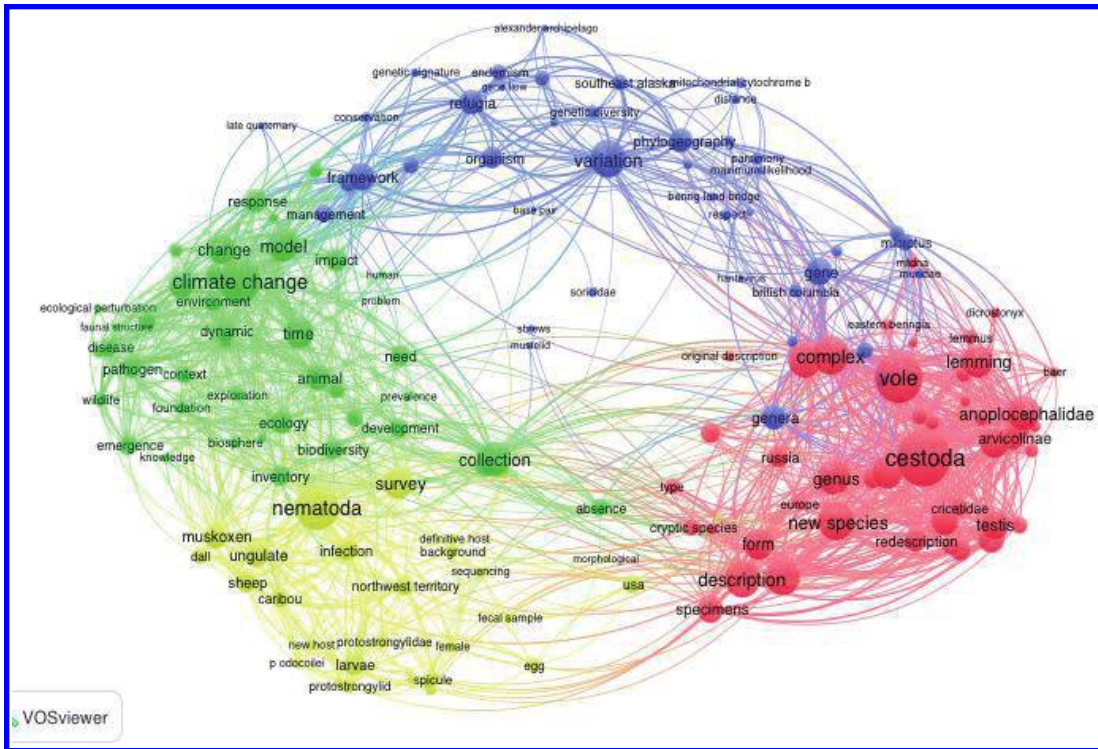 alexander archipelago
genetic signature
endemism
gene flow
southeast alaska
mitochondrial cytochrome b
refugia
distance
conservation
genetic diversity
late quaternary
phylogeography
organism
variation
parsimony
maximum likelihood
framework
bering land bridge
response
base pair
respect
management
change
model
microtus
impact
mtdna
muridae
human
gene
climate change
hantavirus
british columbia
problem
soricidae
environment
ecological perturbation
dicrostonyx
faunal structure
dynamic
time
shrews
eastern beringia
lemmus
disease
mustelid
need
original description
complex
lemming
pathogen
context
animal
vole
baer
wildlife
exploration
prevalence
foundation
anoplocephalidae
ecology
development
genera
emergence
biosphere
biodiversity
arvicolinae
knowledge
collection
russia
cestoda
inventory
survey
type
genus
nematoda
absence
europe
cricetidae
muskoxen
cryptic species
new species
testis
definitive host
dall
ungulate
infection
background
form
redescription
morphological
sequencing
sheep
northwest territory
usa
description
caribou
fecal sample
specimens
new host
protostrongylidae
female
p odocoilei
larvae
egg
protostrongylid
spicule
VOSviewer